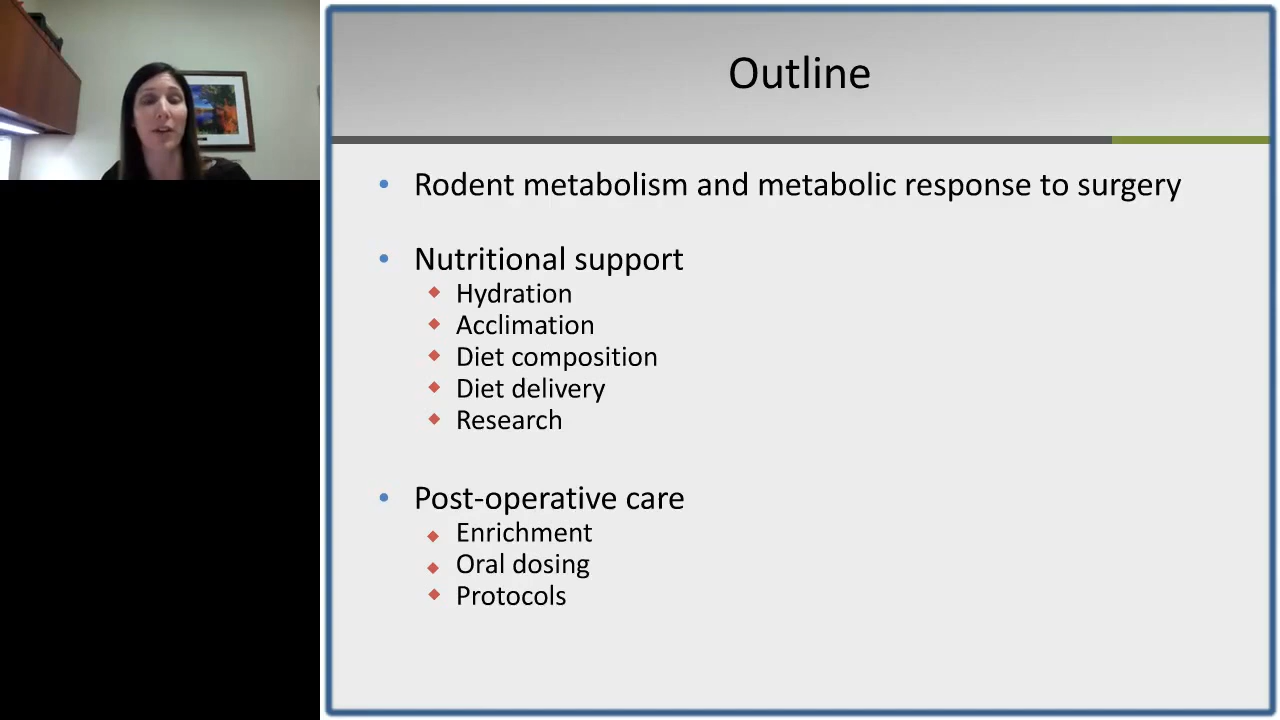 Outline
Rodent metabolism and metabolic response to surgery
Nutritional support
Hydration
Acclimation
Diet composition
Diet delivery
Research
Post-operative care
Enrichment
Oral dosing
Protocols